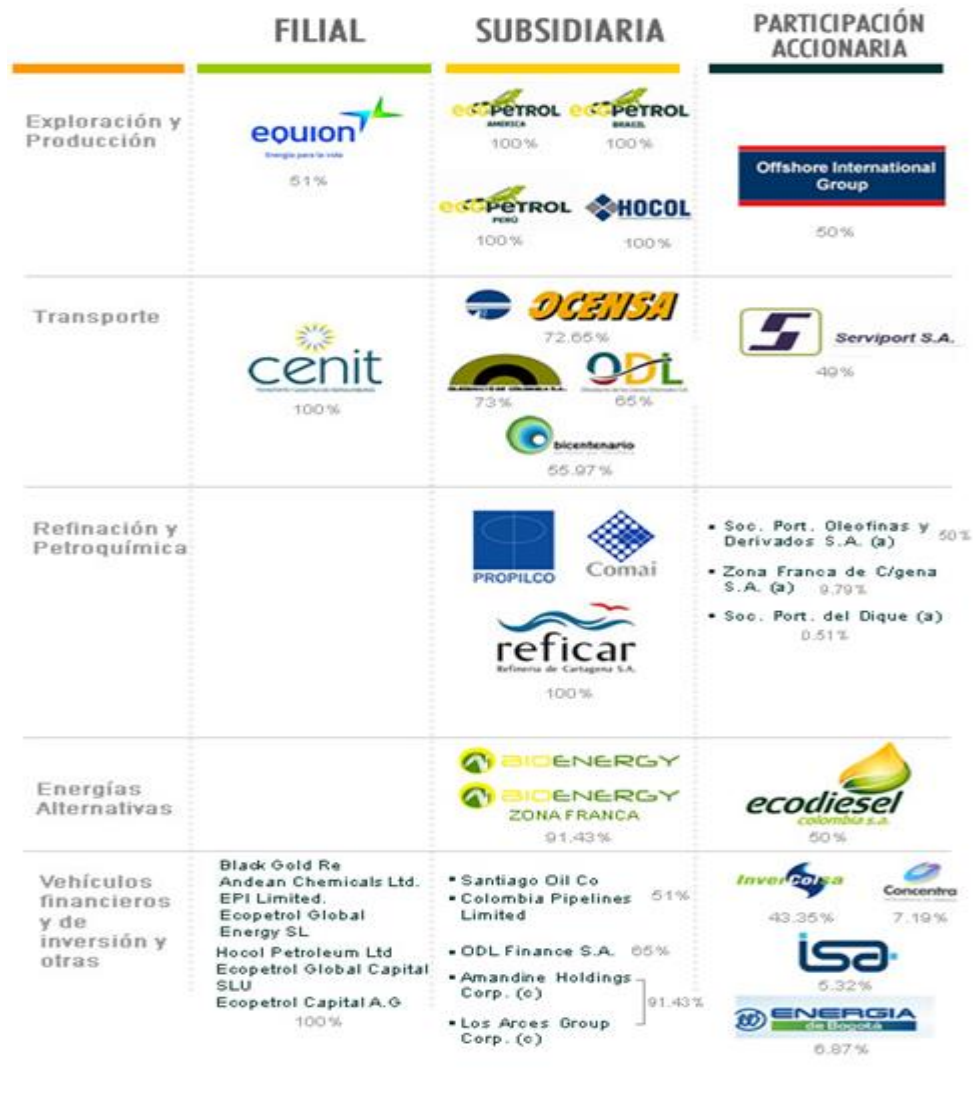 FILIAL
SUBSIDIARIA
PARTICIPACIÓN
ACCIONARIA
Exploración y
Producción
equion
Energía para la vida
51%
ecoPETROL
AMERICA
100%
ecoPETROL
BRASIL
100%
ecoPETROL
PERÚ
100%
HOCOL
100%
Offshore International
Group
50%
Transporte
cenit
100%
OCENSA
72.65%
73%
ODL
65%
bicentenario
55.97%
Serviport S.A.
49%
Refinación y
Petroquímica
PROPILCO
Comai
reficar
Refinería de Cartagena S.A.
100%
▪ Soc. Port. Oleofinas y
Derivados S.A. (a)
50%
▪ Zona Franca de C/gena
S.A. (a) 9.79%
▪ Soc. Port. del Dique (a)
0.51%
Energías
Alternativas
BIOENERGY
BIOENERGY
ZONA FRANCA
91.43%
ecodiesel
colombia s.a.
50%
Vehículos
financieros
y de
inversión y
otras
Black Gold Re
Andean Chemicals Ltd.
EPI Limited.
Ecopetrol Global
Energy SL
Hocol Petroleum Ltd
Ecopetrol Global Capital
SLU
Ecopetrol Capital A.G
100%
▪ Santiago Oil Co
▪ Colombia Pipelines
Limited
51%
▪ ODL Finance S.A. 65%
▪ Amandine Holdings
Corp. (c)
▪ Los Arces Group
Corp. (c)
91.43%
InverColsa
43.35%
Concentra
7.19%
isa
5.32%
ENERGIA
de Bogotá
6.87%